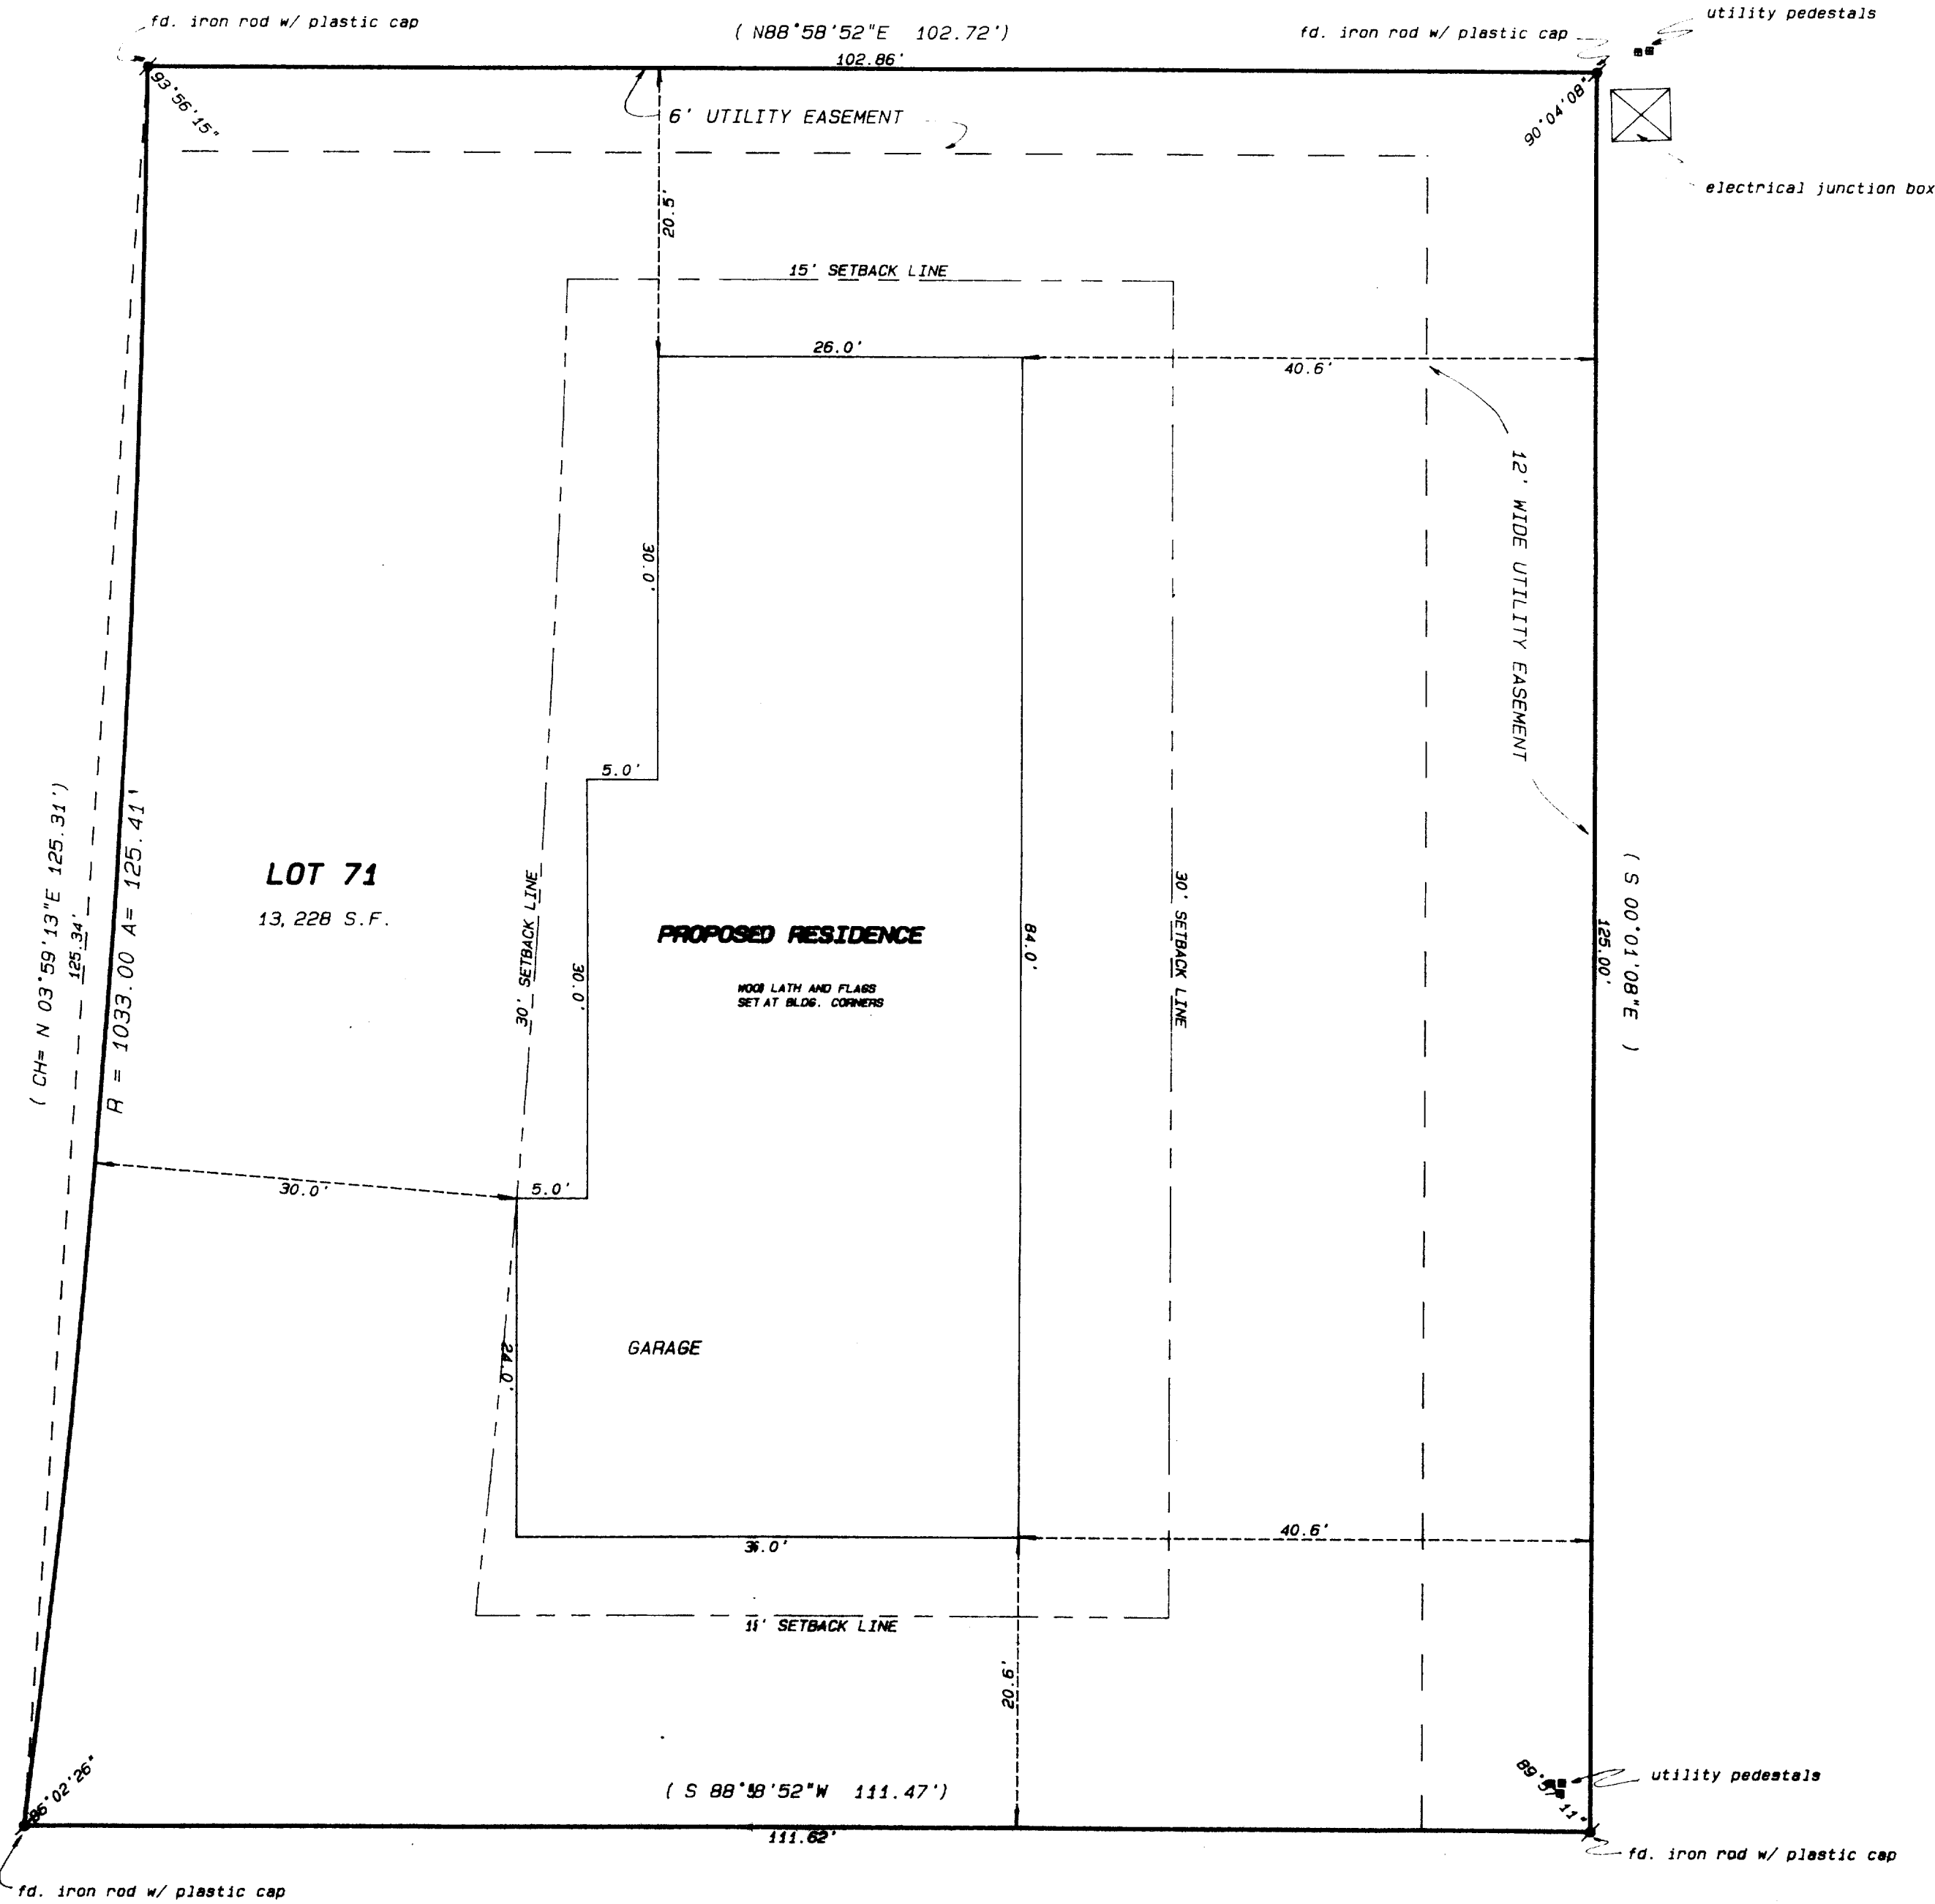 fd. iron rod w/ plastic cap
( N88°58'52"E 102.72')
102.86'
fd. iron rod w/ plastic cap
utility pedestals
93°56'15"
90°04'08"
6' UTILITY EASEMENT
electrical junction box
20.5'
15' SETBACK LINE
26.0'
40.6'
12' WIDE UTILITY EASEMENT
30.0'
5.0'
( CH= N 03°59'13"E 125.31')
125.34'
R = 1033.00 A= 125.41'
LOT 71
13,228 S.F.
30' SETBACK LINE
30.0'
PROPOSED RESIDENCE
WOOD LATH AND FLAGS
SET AT BLDG. CORNERS
84.0'
30' SETBACK LINE
125.00'
( S 00°01'08"E )
30.0'
5.0'
24.0'
GARAGE
36.0'
40.6'
SETBACK LINE
20.6'
86°02'26"
( S 88°58'52"W 111.47')
111.62'
utility pedestals
fd. iron rod w/ plastic cap
fd. iron rod w/ plastic cap